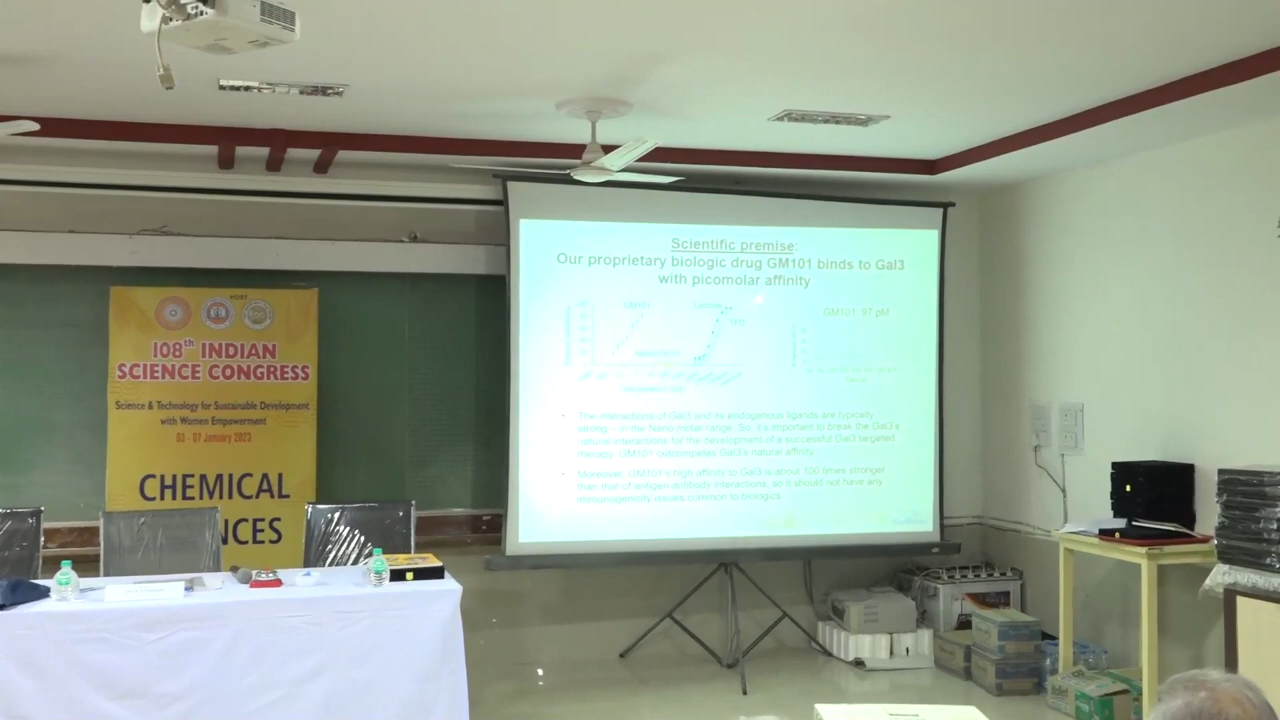 HOST
108th INDIAN
SCIENCE CONGRESS
Science & Technology for Sustainable Development
with Women Empowerment
03 - 07 January 2023
CHEMICAL
NCES
Scientific premise:
Our proprietary biologic drug GM101 binds to Gal3
with picomolar affinity
GM101
Lactose
GM101: 97 pM
• The interactions of Gal3 and its endogenous ligands are typically
strong – in the Nano molar range. So, it's important to break the Gal3's
natural interactions for the development of a successful Gal3 targeted
therapy. GM101 outcompetes Gal3's natural affinity.
• Moreover, GM101's high affinity to Gal3 is about 100 times stronger
than that of antigen-antibody interactions, so it should not have any
immunogenicity issues common to biologics.